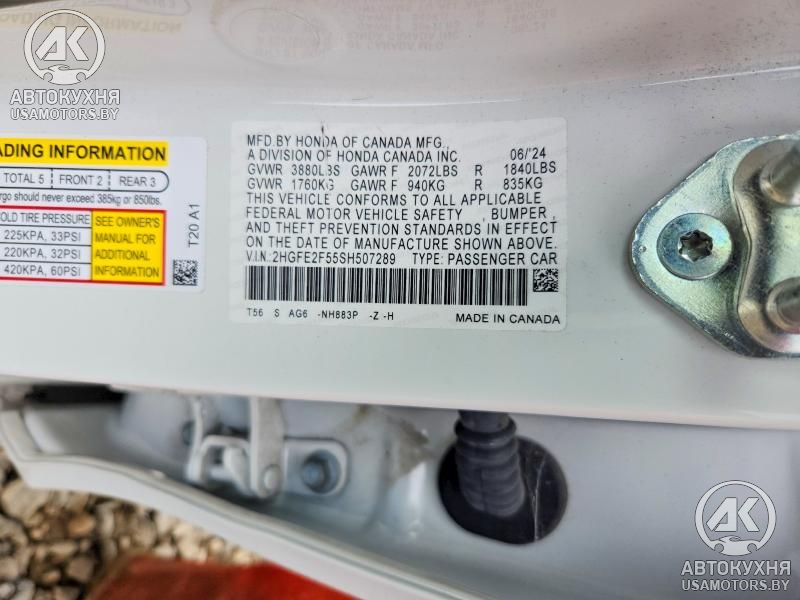 АК
АВТОКУХНЯ
USAMOTORS.BY
MFD.BY HONDA OF CANADA MFG.,
A DIVISION OF HONDA CANADA INC. 06/'24
GVWR 3880LBS GAWR F 2072LBS R 1840LBS
GVWR 1760KG GAWR F 940KG R 835KG
THIS VEHICLE CONFORMS TO ALL APPLICABLE
FEDERAL MOTOR VEHICLE SAFETY , BUMPER ,
AND THEFT PREVENTION STANDARDS IN EFFECT
ON THE DATE OF MANUFACTURE SHOWN ABOVE.
V.I.N.:2HGFE2F55SH507289 TYPE: PASSENGER CAR
T56 S AG6 -NH883P -Z -H MADE IN CANADA
ADING INFORMATION
TOTAL 5 FRONT 2 REAR 3
rgo should never exceed 385kg or 850lbs.
OLD TIRE PRESSURE
225KPA, 33PSI
220KPA, 32PSI
420KPA, 60PSI
SEE OWNER'S
MANUAL FOR
ADDITIONAL
INFORMATION
T20 A1
АК
АВТОКУХНЯ
USAMOTORS.BY